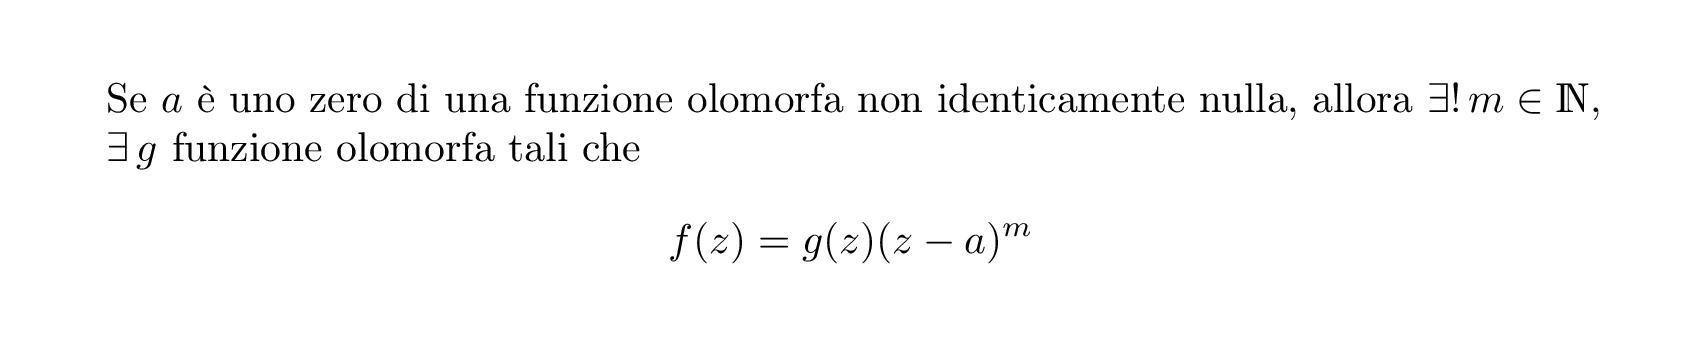 Se a è uno zero di una funzione olomorfa non identicamente nulla, allora ∃! m ∈ ℕ,
∃ g funzione olomorfa tali che
f(z) = g(z)(z − a)^m